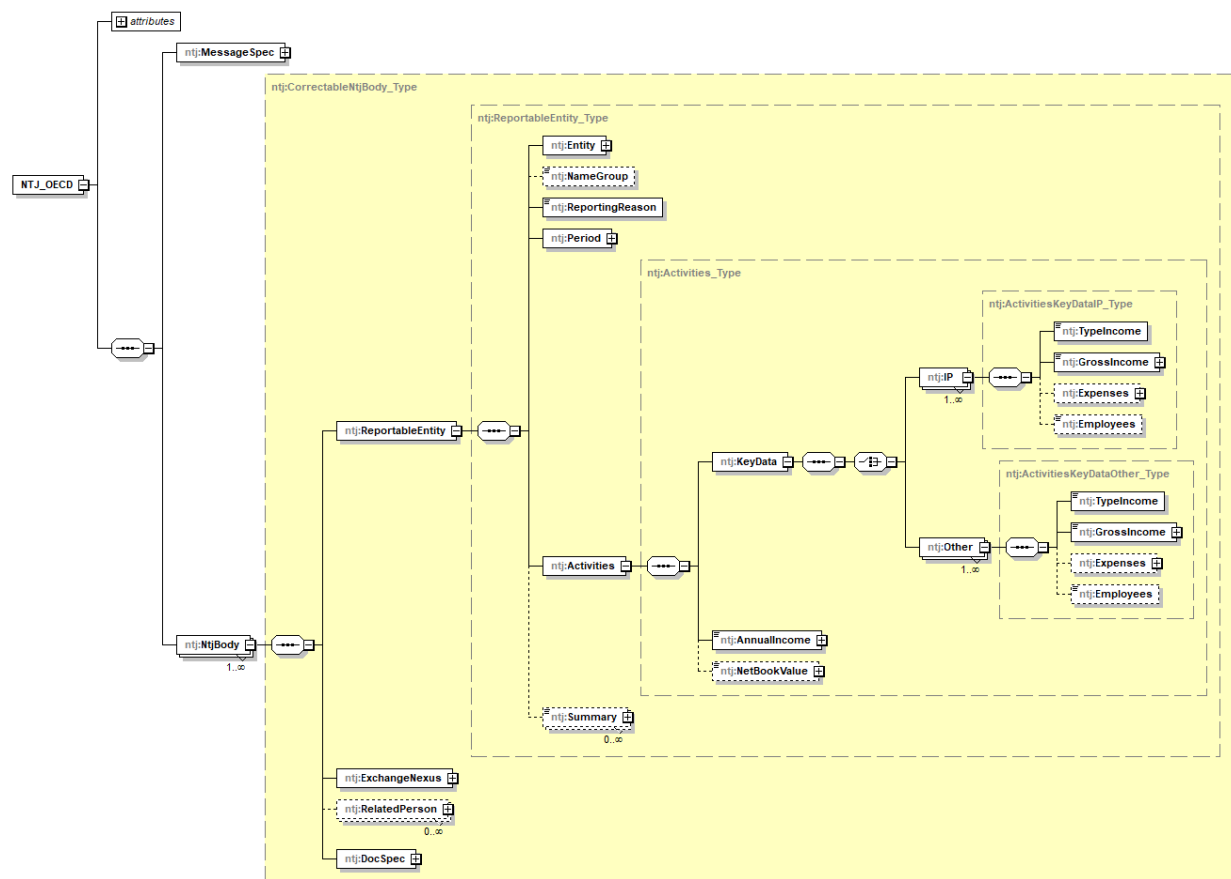 attributes
ntj:MessageSpec
ntj:CorrectableNtjBody_Type
ntj:ReportableEntity_Type
ntj:Entity
ntj:NameGroup
NTJ_OECD
ntj:ReportingReason
ntj:Period
ntj:Activities_Type
ntj:ActivitiesKeyDataIP_Type
ntj:TypeIncome
ntj:GrossIncome
ntj:IP
1..∞
ntj:Expenses
ntj:Employees
ntj:ReportableEntity
ntj:KeyData
ntj:ActivitiesKeyDataOther_Type
ntj:TypeIncome
ntj:GrossIncome
ntj:Other
1..∞
ntj:Expenses
ntj:Employees
ntj:Activities
ntj:NtjBody
1..∞
ntj:AnnualIncome
ntj:NetBookValue
ntj:Summary
0..∞
ntj:ExchangeNexus
ntj:RelatedPerson
0..∞
ntj:DocSpec